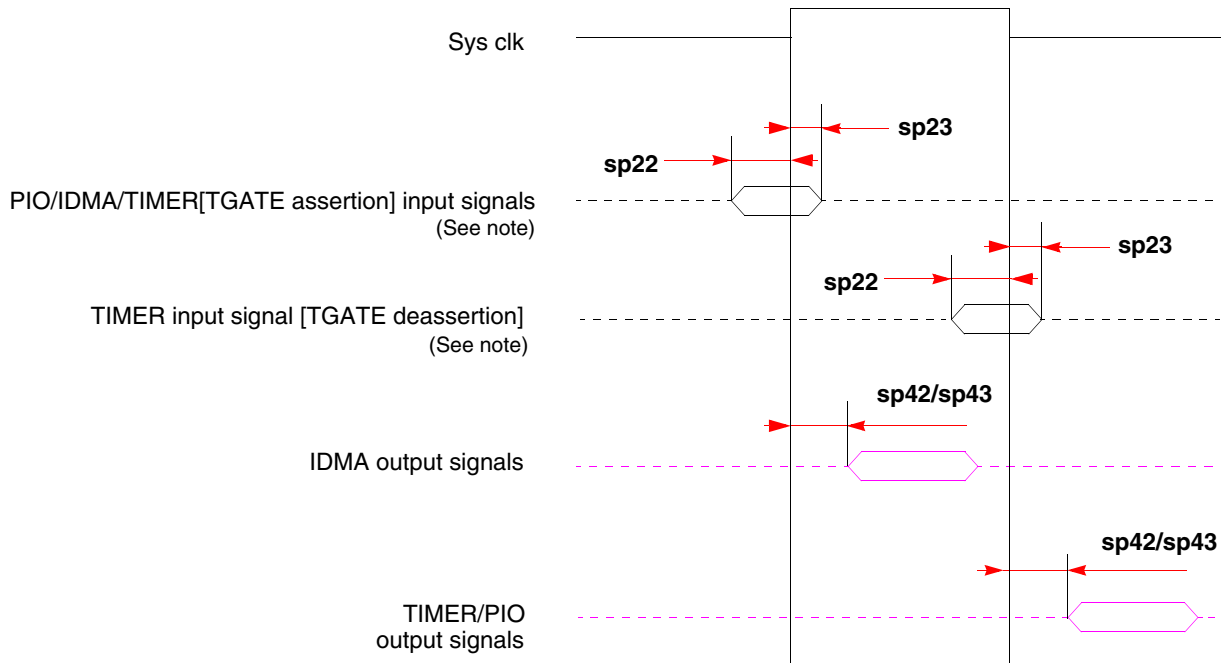 Sys clk
sp23
sp22
PIO/IDMA/TIMER[TGATE assertion] input signals
(See note)
sp23
sp22
TIMER input signal [TGATE deassertion]
(See note)
sp42/sp43
IDMA output signals
sp42/sp43
TIMER/PIO
output signals